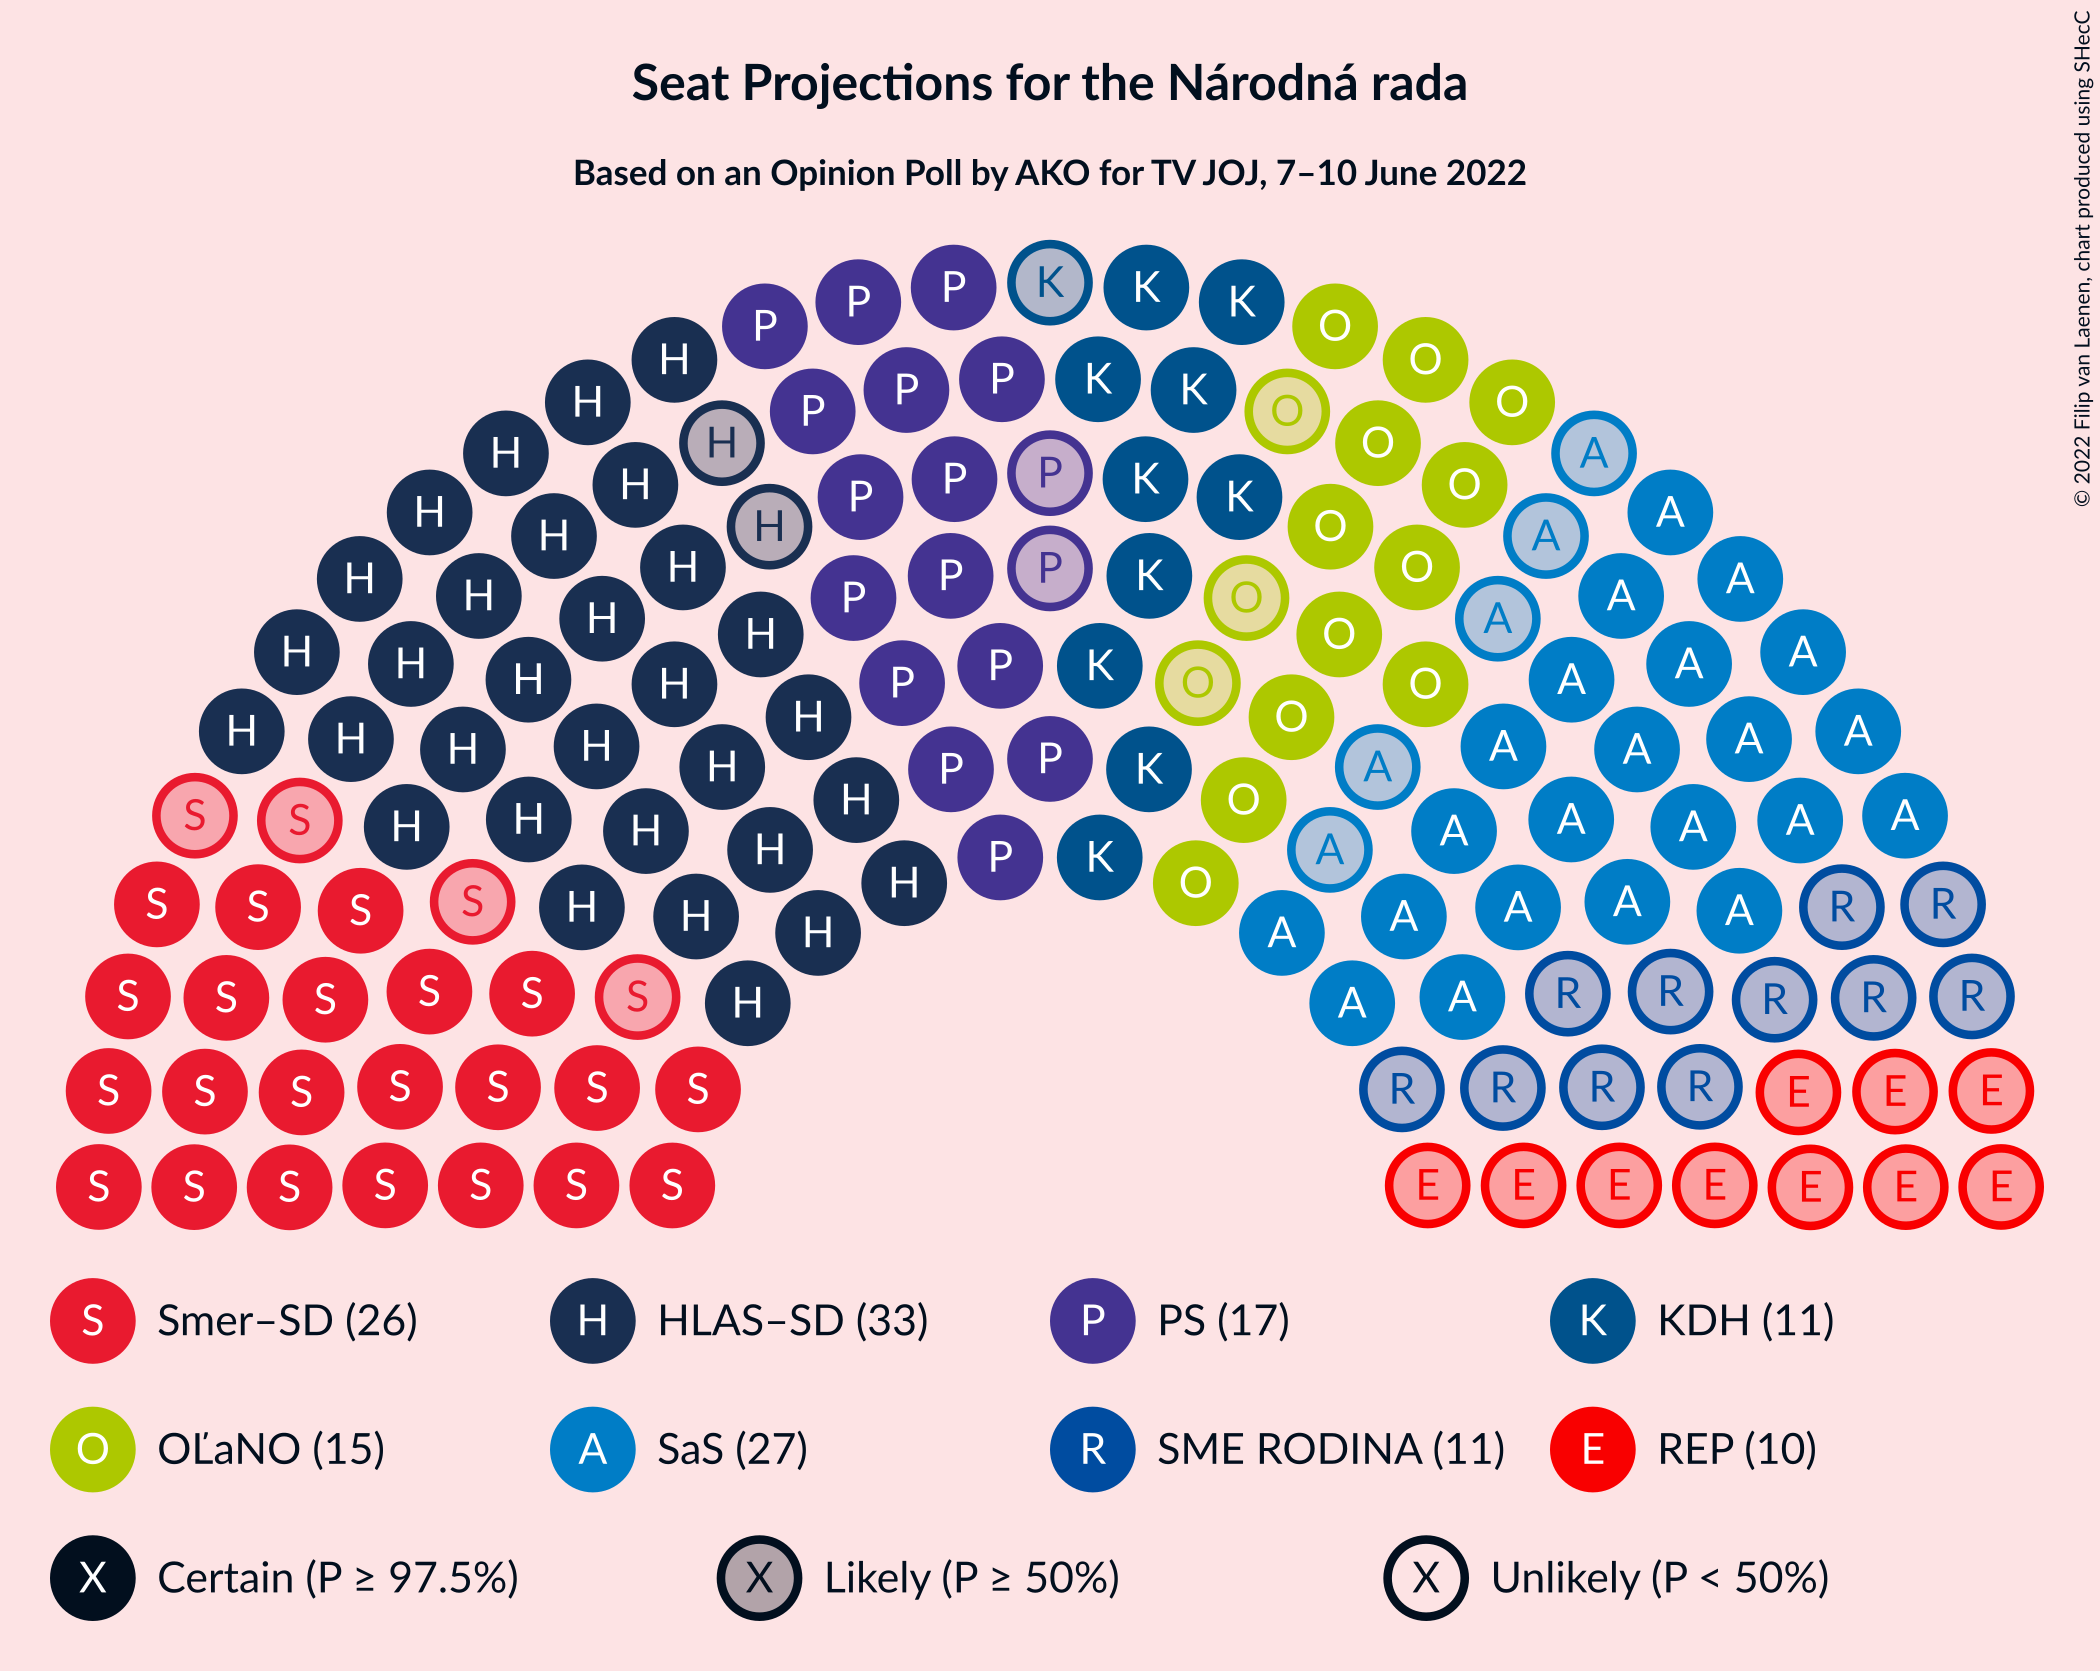 Seat Projections for the Národná rada
Based on an Opinion Poll by AKO for TV JOJ, 7–10 June 2022
© 2022 Filip van Laenen, chart produced using SHecC
P P P K K K O
H P P P K K O O O
H H H P P P K K O O O A
H H H H H P P P K O O O O A A
S Smer–SD (26)
H HLAS–SD (33)
P PS (17)
K KDH (11)
O OĽaNO (15)
A SaS (27)
R SME RODINA (11)
E REP (10)
X Certain (P ≥ 97.5%)
X Likely (P ≥ 50%)
X Unlikely (P < 50%)